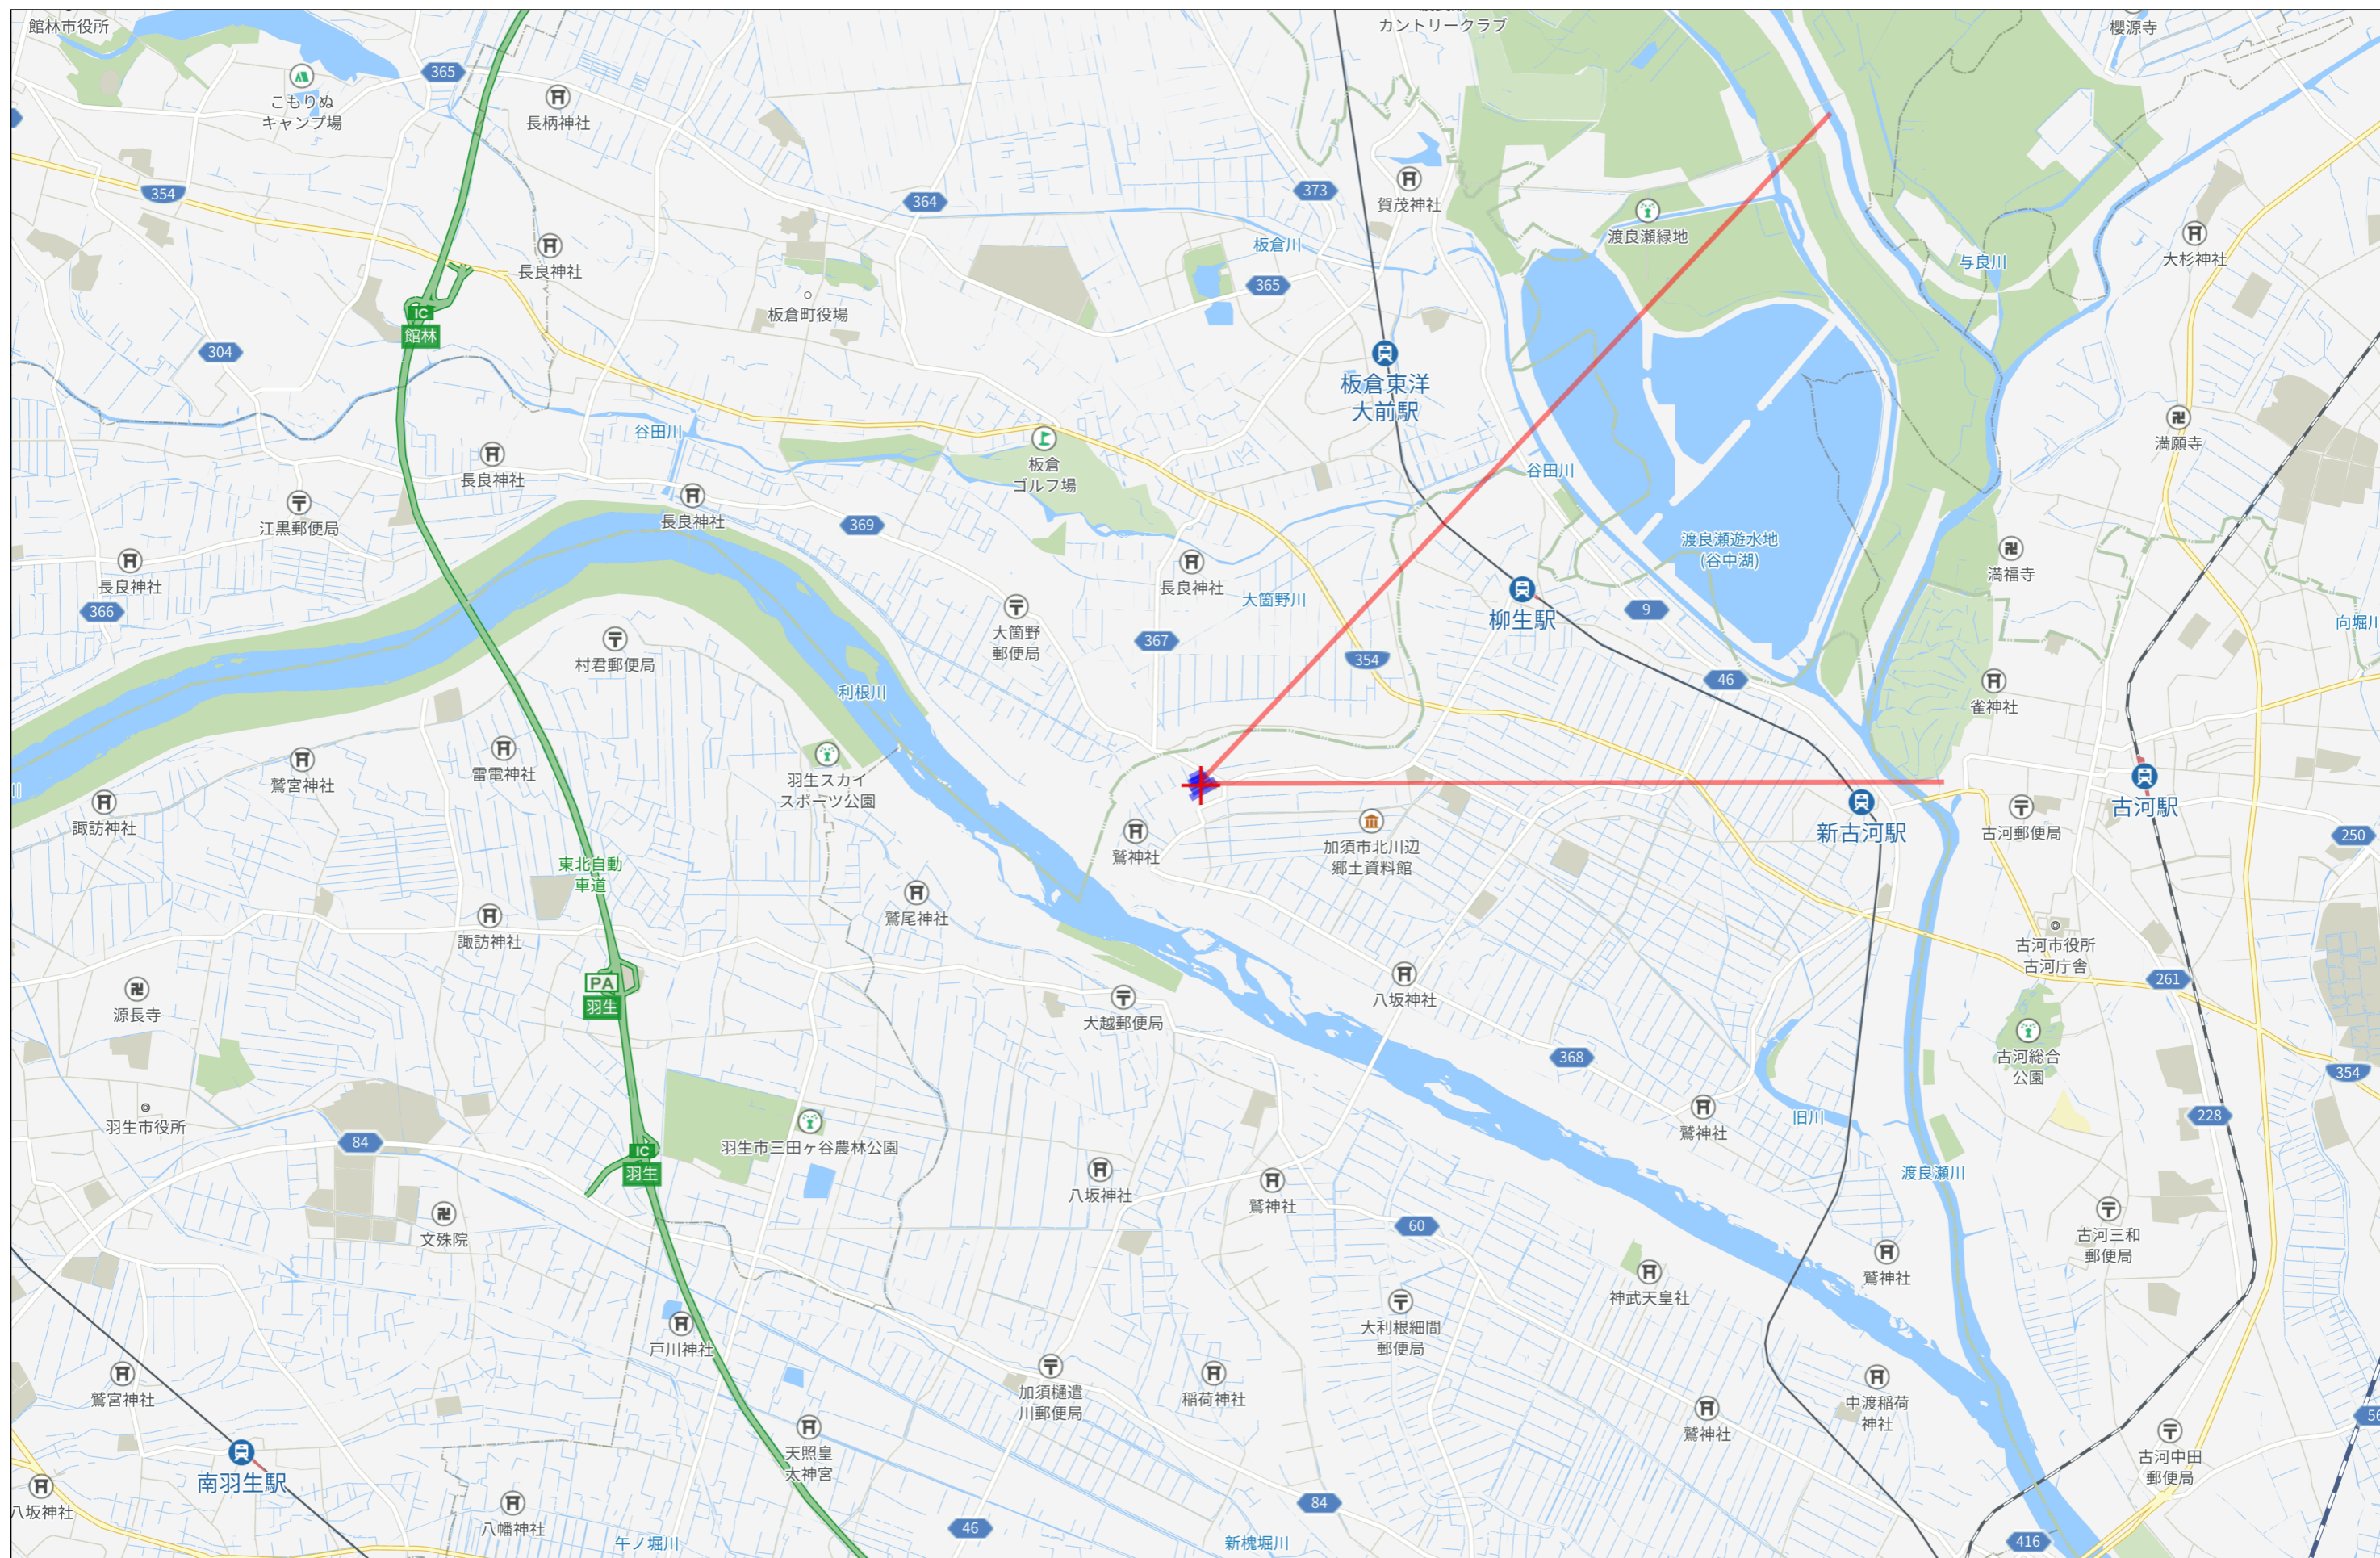 館林市役所
カントリークラブ
櫻源寺
365
こもりぬ
キャンプ場
長柄神社
354
364
373
賀茂神社
渡良瀬緑地
大杉神社
板倉川
与良川
長良神社
365
板倉町役場
IC
館林
304
板倉東洋
大前駅
谷田川
満願寺
板倉
ゴルフ場
谷田川
長良神社
江黒郵便局
長良神社
369
渡良瀬遊水地
(谷中湖)
満福寺
長良神社
長良神社
366
大箇野川
柳生駅
9
向堀川
大箇野
郵便局
367
354
村君郵便局
46
雀神社
利根川
鷲宮神社
雷電神社
羽生スカイ
スポーツ公園
諏訪神社
古河駅
新古河駅
古河郵便局
250
鷲神社
加須市北川辺
郷土資料館
東北自動
車道
鷲尾神社
諏訪神社
古河市役所
古河庁舎
261
PA
羽生
源長寺
八坂神社
大越郵便局
368
古河総合
公園
354
羽生市役所
84
228
鷲神社
旧川
羽生市三田ヶ谷農林公園
IC
羽生
渡良瀬川
八坂神社
鷲神社
文殊院
60
古河三和
郵便局
鷲神社
神武天皇社
大利根細間
郵便局
戸川神社
鷲宮神社
加須樋遣
川郵便局
稲荷神社
中渡稲荷
神社
鷲神社
56
天照皇
太神宮
古河中田
郵便局
南羽生駅
八坂神社
84
八幡神社
46
午ノ堀川
新槐堀川
416